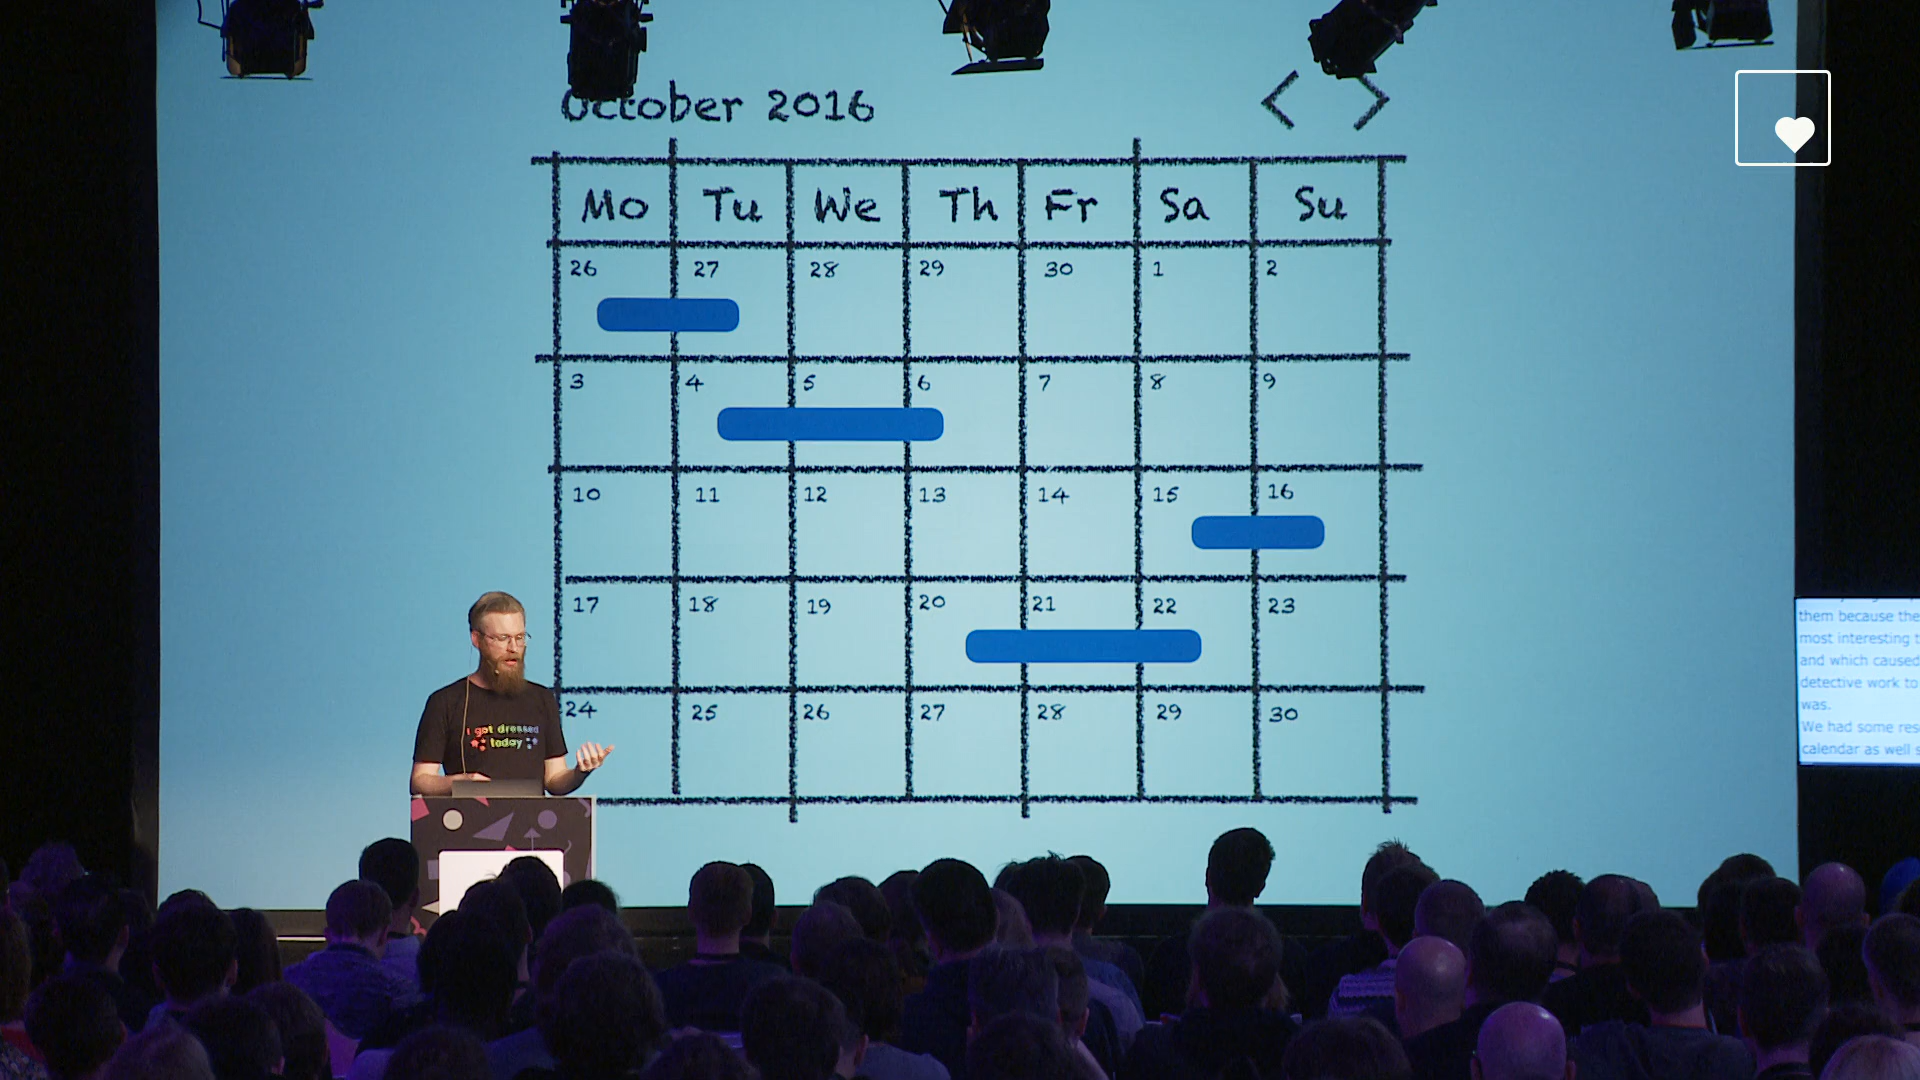 October 2016
< >
Mo Tu We Th Fr Sa Su
26 27 28 29 30 1 2
3 4 5 6 7 8 9
10 11 12 13 14 15 16
17 18 19 20 21 22 23
24 25 26 27 28 29 30
I got dressed
today
them because the
most interesting
and which caused
detective work to
was.
We had some
calendar as well